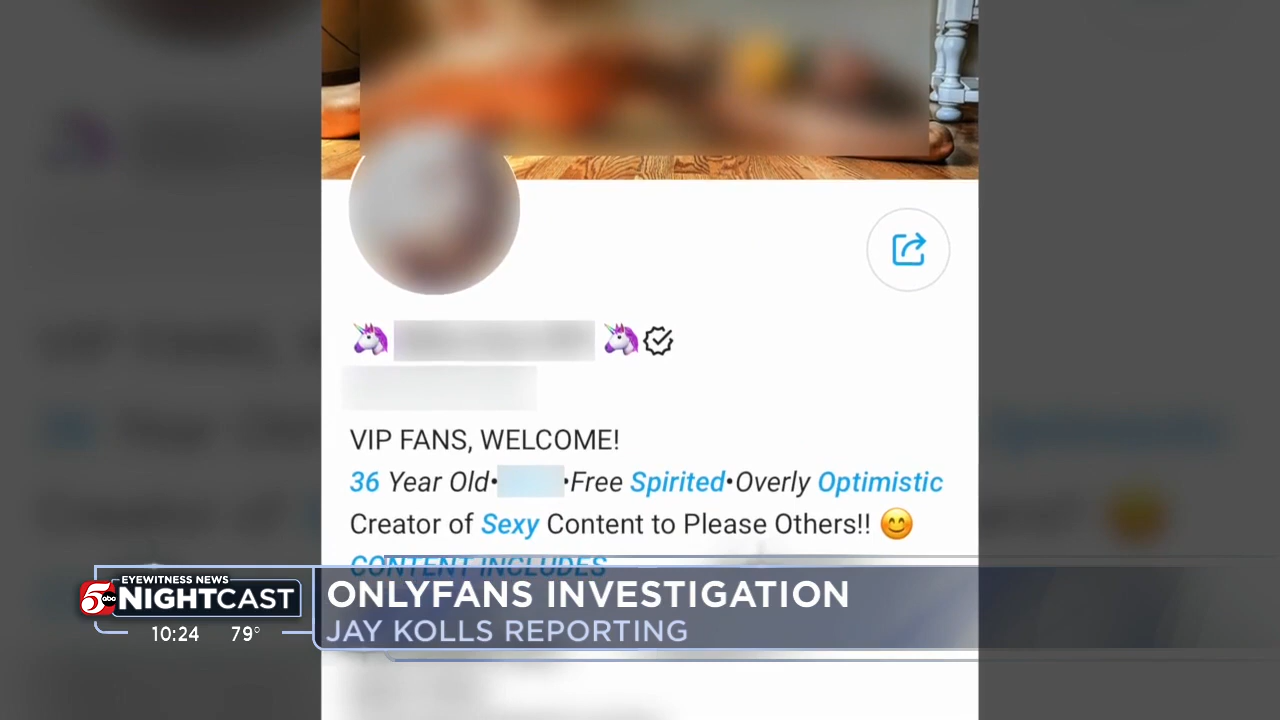 VIP FANS, WELCOME!
36 Year Old• •Free Spirited•Overly Optimistic
Creator of Sexy Content to Please Others!! 😊
CONTENT INCLUDES
EYEWITNESS NEWS
5 abc NIGHTCAST
10:24 79°
ONLYFANS INVESTIGATION
JAY KOLLS REPORTING